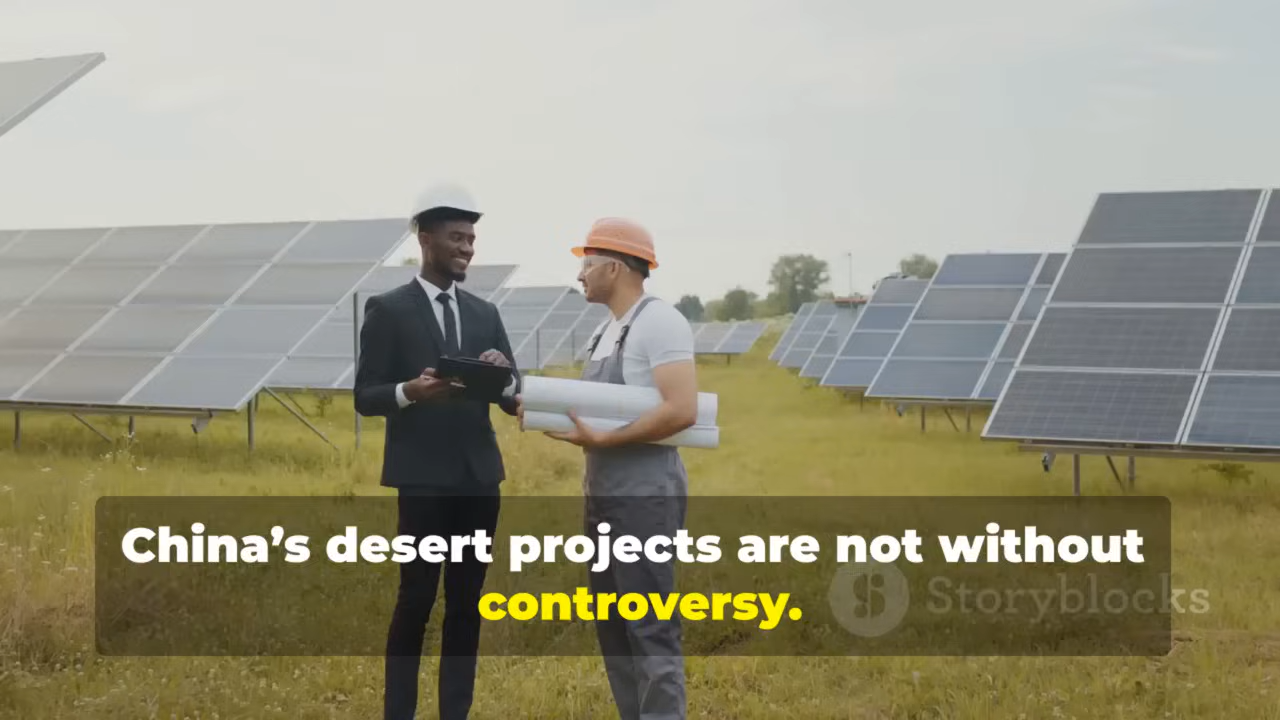 China’s desert projects are not without
controversy.
Storyblocks